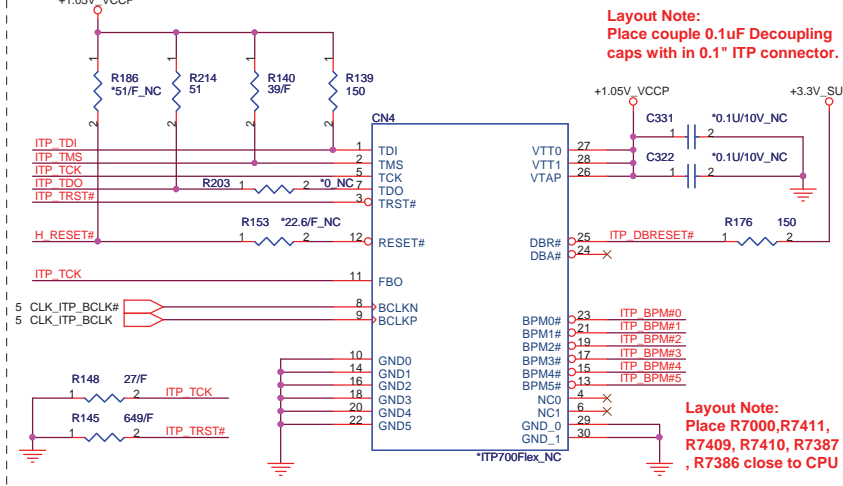 +1.05V_VCCP
Layout Note:
Place couple 0.1uF Decoupling
caps with in 0.1" ITP connector.
1 1 1 1
R186 R214 R140 R139
*51/F_NC 51 39/F 150
2 2 2 2
+1.05V_VCCP +3.3V_SU
CN4
C331 *0.1U/10V_NC
1 2
C322 *0.1U/10V_NC
1 2
ITP_TDI 1 TDI VTT0 27
ITP_TMS 2 TMS VTT1 28
ITP_TCK 5 TCK VTAP 26
ITP_TDO R203 1 2 *0_NC 7 TDO
ITP_TRST# 3 TRST#
R153 *22.6/F_NC
H_RESET# 1 2 12 RESET#
R176 150
DBR# 25 ITP_DBRESET# 1 2
DBA# 24
ITP_TCK 11 FBO
5 CLK_ITP_BCLK# 8 BCLKN
5 CLK_ITP_BCLK 9 BCLKP
BPM0# 23 ITP_BPM#0
BPM1# 21 ITP_BPM#1
BPM2# 19 ITP_BPM#2
BPM3# 17 ITP_BPM#3
BPM4# 15 ITP_BPM#4
BPM5# 13 ITP_BPM#5
10 GND0
14 GND1
16 GND2
18 GND3
20 GND4
22 GND5
NC0 4
NC1 6
GND_0 29
GND_1 30
R148 27/F
1 2 ITP_TCK
R145 649/F
1 2 ITP_TRST#
*ITP700Flex_NC
Layout Note:
Place R7000,R7411,
R7409, R7410, R7387
, R7386 close to CPU